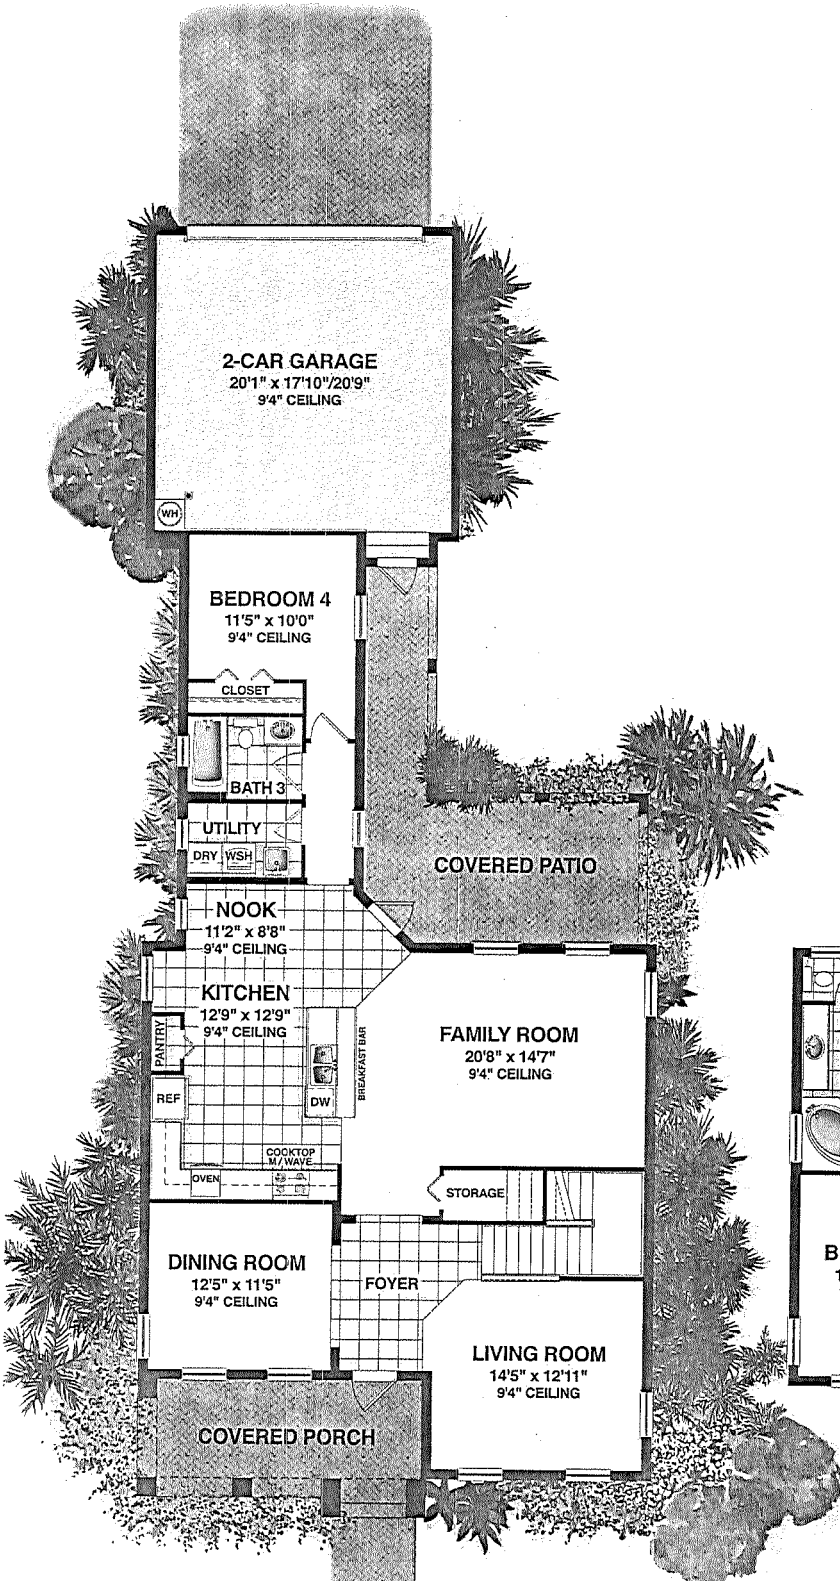 2-CAR GARAGE
20'1" x 17'10"/20'9"
9'4" CEILING
WH
BEDROOM 4
11'5" x 10'0"
9'4" CEILING
CLOSET
BATH 3
UTILITY
DRY
WSH
COVERED PATIO
NOOK
11'2" x 8'8"
9'4" CEILING
KITCHEN
12'9" x 12'9"
9'4" CEILING
PANTRY
BREAKFAST BAR
FAMILY ROOM
20'8" x 14'7"
9'4" CEILING
REF
DW
COOKTOP
M/WAVE
OVEN
STORAGE
DINING ROOM
12'5" x 11'5"
9'4" CEILING
FOYER
B
1
LIVING ROOM
14'5" x 12'11"
9'4" CEILING
COVERED PORCH